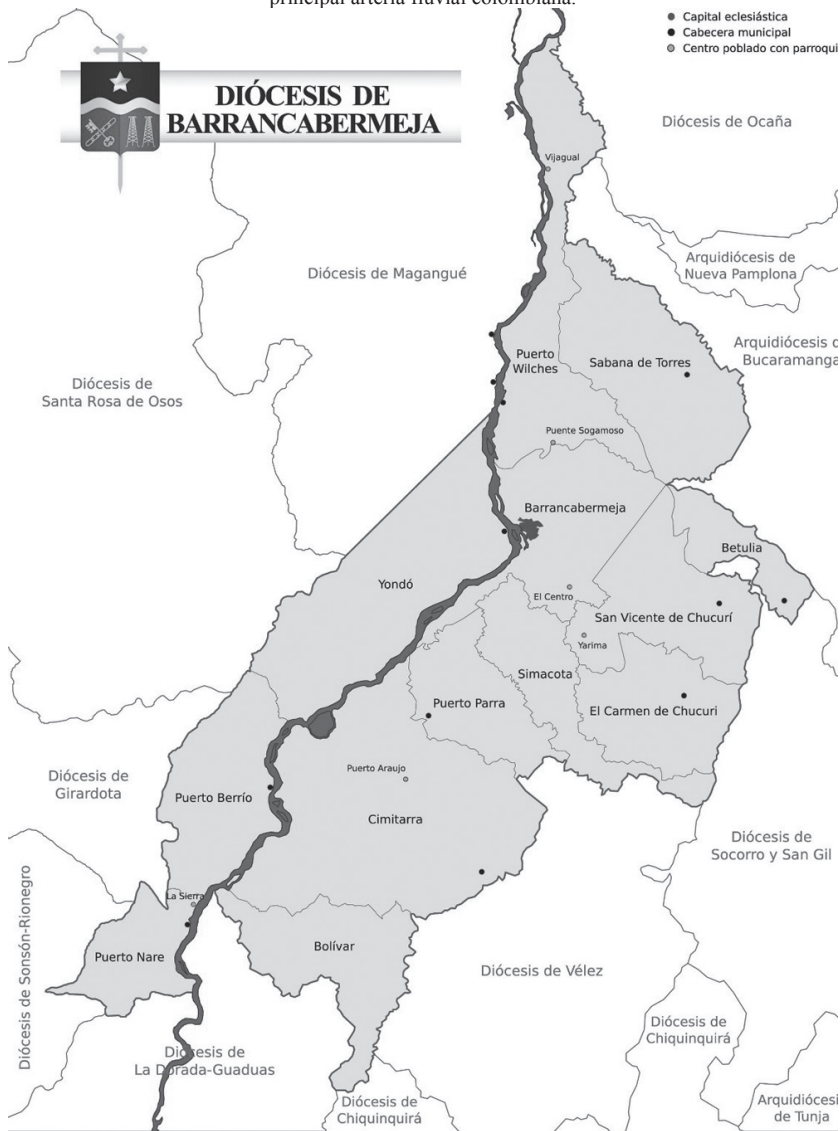 principal arteria fluvial colombiana.
Capital eclesiástica
Cabecera municipal
Centro poblado con parroqui
DIÓCESIS DE
BARRANCABERMEJA
Diócesis de Ocaña
Vijagual
Arquidiócesis de
Nueva Pamplona
Diócesis de Magangué
Arquidiócesis d
Bucaramanga
Puerto
Wilches
Sabana de Torres
Diócesis de
Santa Rosa de Osos
Puente Sogamoso
Barrancabermeja
Betulia
Yondó
El Centro
San Vicente de Chucurí
Yarima
Simacota
Puerto Parra
El Carmen de Chucuri
Puerto Araujo
Diócesis de
Girardota
Puerto Berrío
Cimitarra
Diócesis de
Socorro y San Gil
La Sierra
Puerto Nare
Bolívar
Diócesis de Sonsón-Rionegro
Diócesis de Vélez
Diócesis de
Chiquinquirá
Diócesis de
La Dorada-Guaduas
Diócesis de
Chiquinquirá
Arquidiócesi
de Tunja